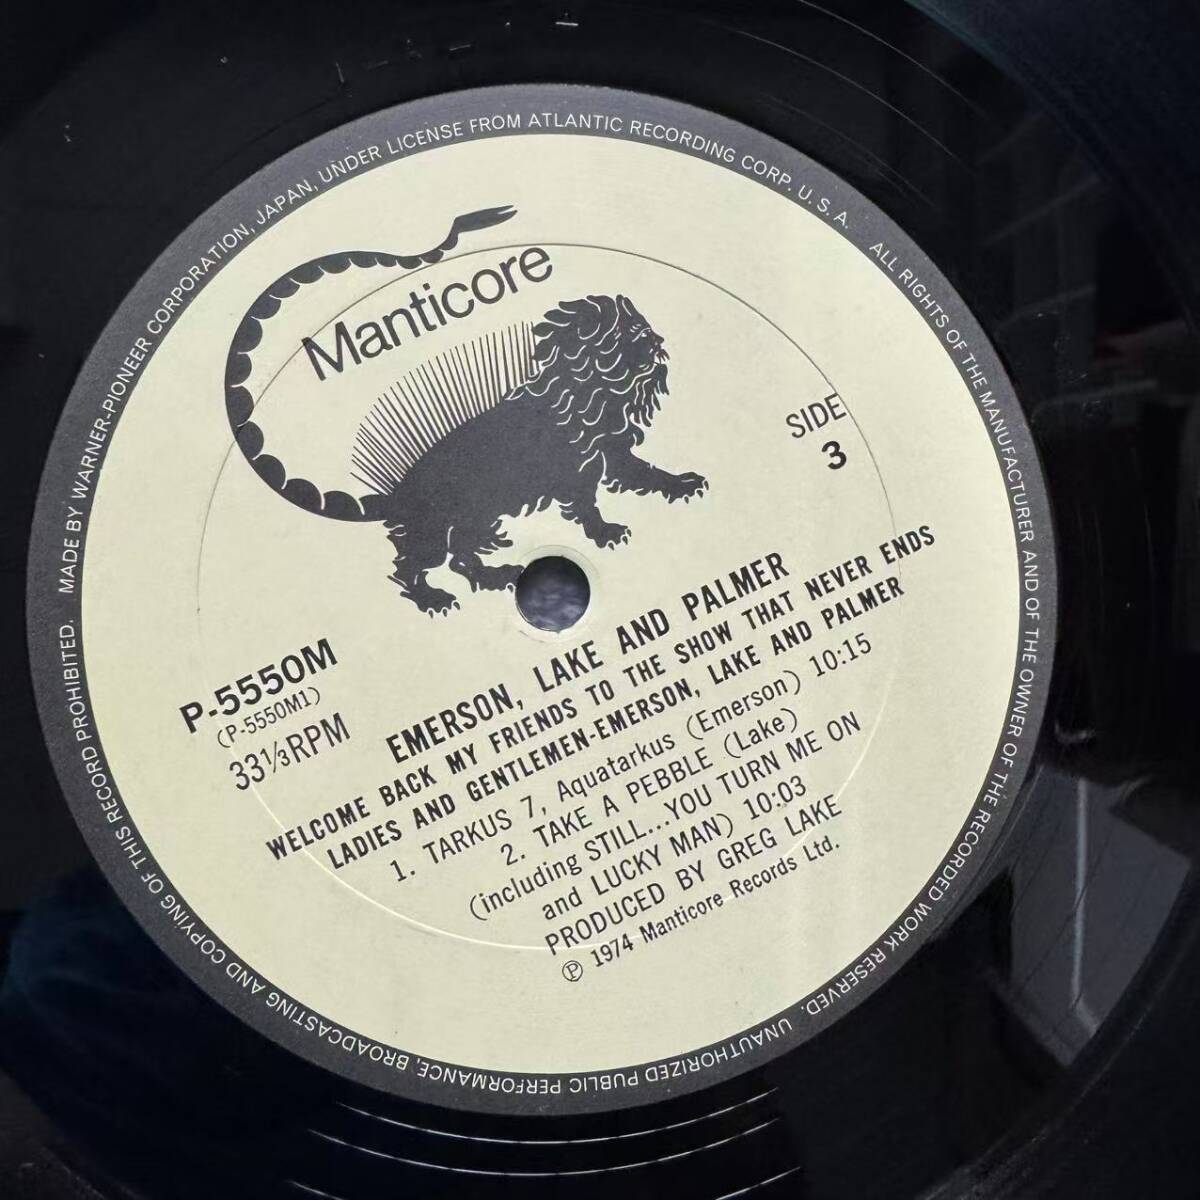 MADE BY WARNER-PIONEER CORPORATION, JAPAN, UNDER LICENSE FROM ATLANTIC RECORDING CORP. U.S.A. ALL RIGHTS OF THE MANUFACTURER AND OF THE OWNER OF THE RECORDED WORK RESERVED. UNAUTHORIZED PUBLIC PERFORMANCE, BROADCASTING AND COPYING OF THIS RECORD PROHIBITED.
Manticore
SIDE
3
P-5550M
(P-5550M1)
33⅓RPM
EMERSON, LAKE AND PALMER
WELCOME BACK MY FRIENDS TO THE SHOW THAT NEVER ENDS
LADIES AND GENTLEMEN-EMERSON, LAKE AND PALMER
1. TARKUS 7, Aquatarkus (Emerson) 10:15
2. TAKE A PEBBLE (Lake)
(including STILL...YOU TURN ME ON
and LUCKY MAN) 10:03
PRODUCED BY GREG LAKE
℗ 1974 Manticore Records Ltd.